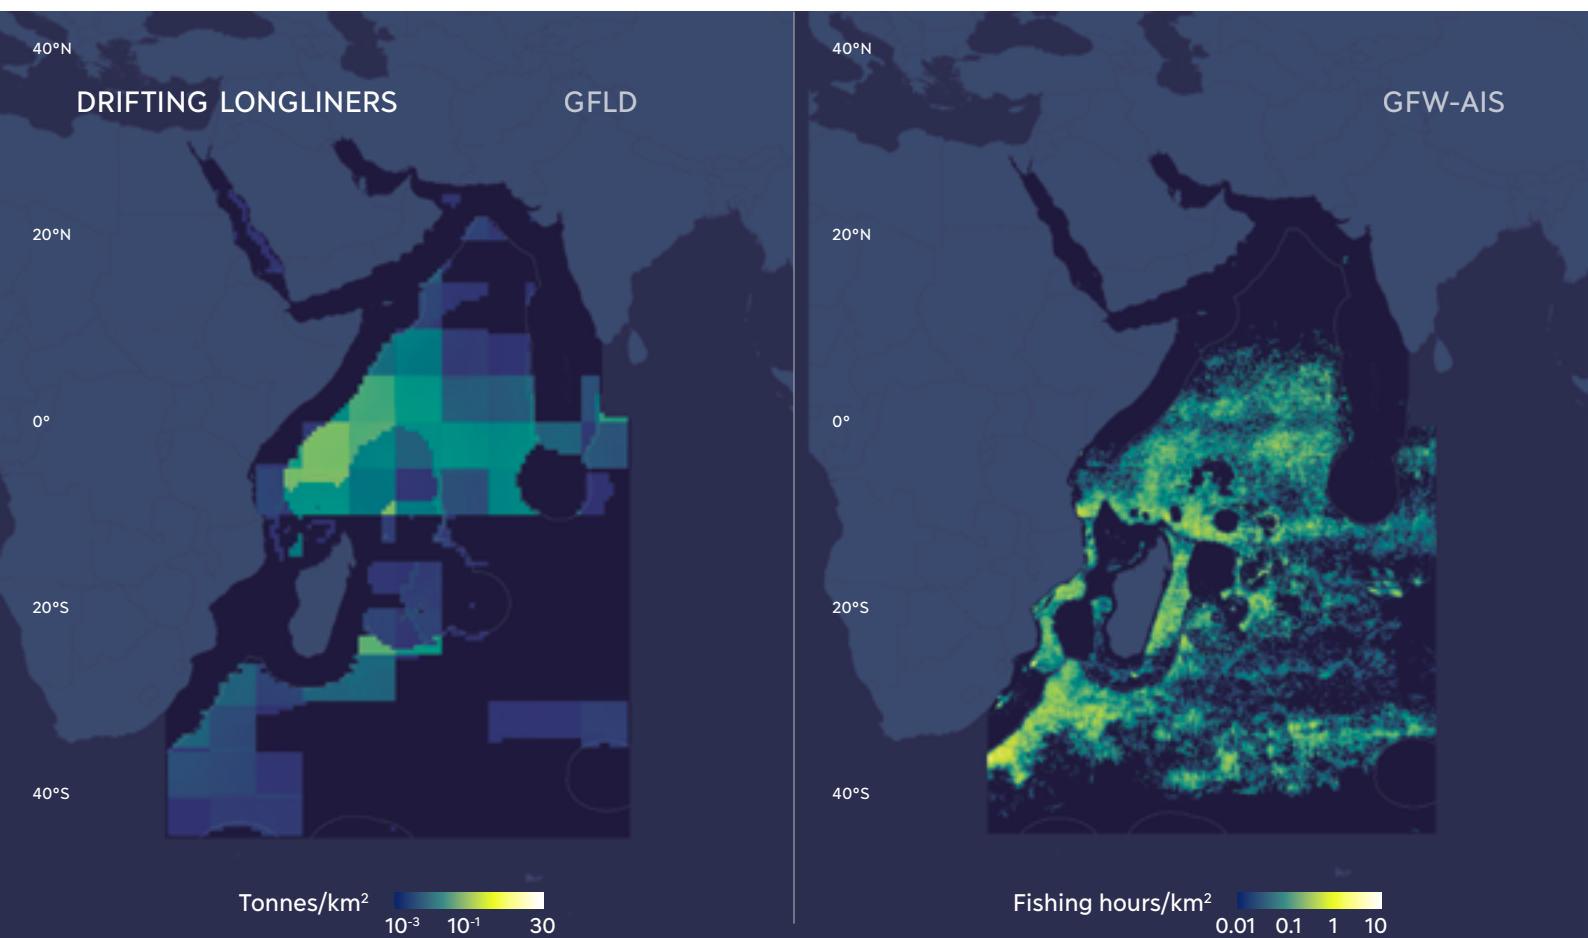 DRIFTING LONGLINERS
GFLD
40°N
20°N
0°
20°S
40°S
Tonnes/km²
10⁻³ 10⁻¹ 30
GFW-AIS
40°N
20°N
0°
20°S
40°S
Fishing hours/km²
0.01 0.1 1 10